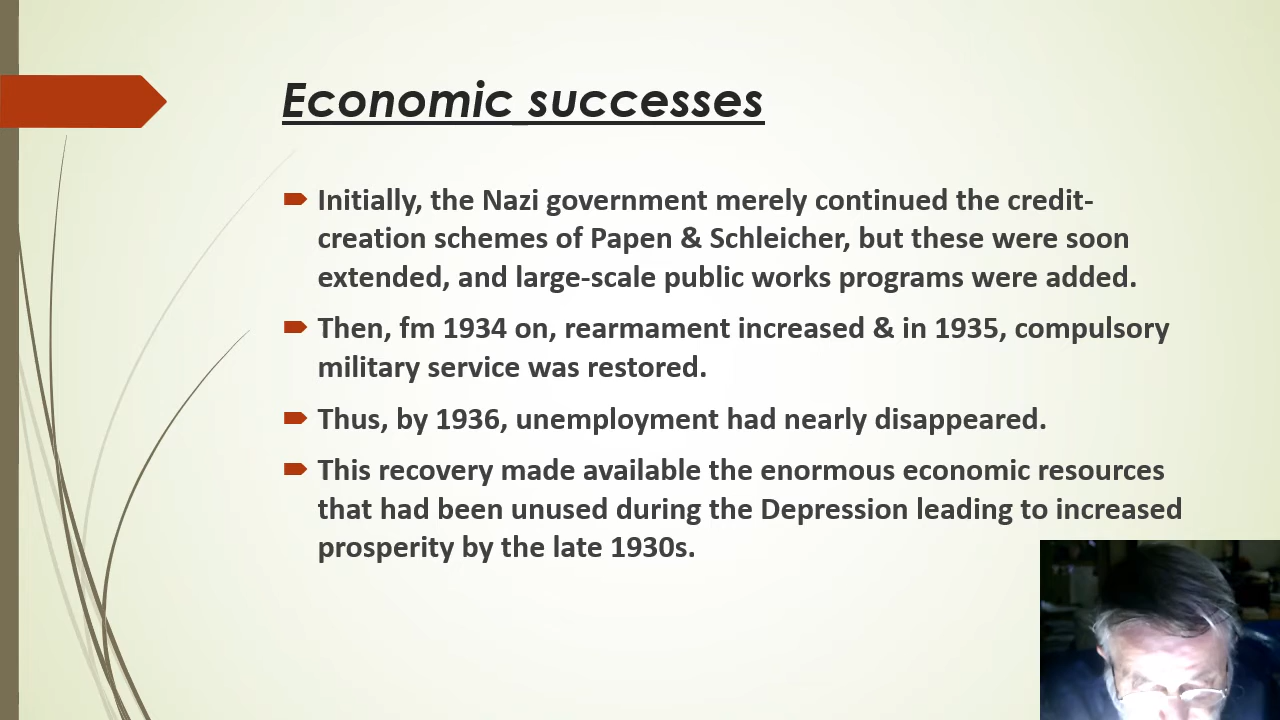 Economic successes
Initially, the Nazi government merely continued the credit-
creation schemes of Papen & Schleicher, but these were soon
extended, and large-scale public works programs were added.
Then, fm 1934 on, rearmament increased & in 1935, compulsory
military service was restored.
Thus, by 1936, unemployment had nearly disappeared.
This recovery made available the enormous economic resources
that had been unused during the Depression leading to increased
prosperity by the late 1930s.